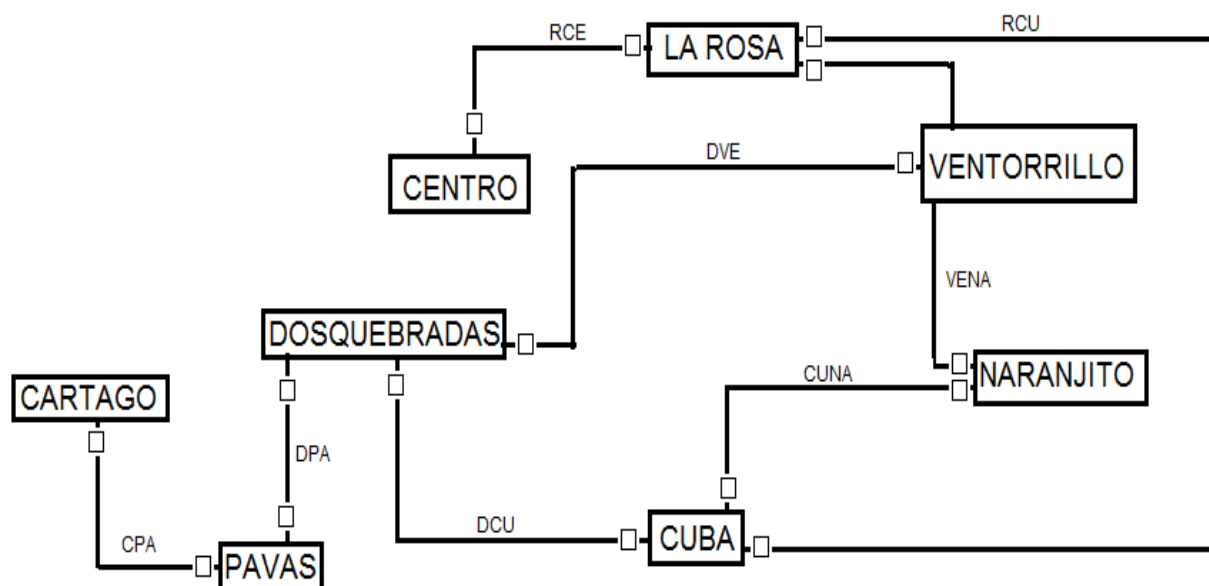 RCE
RCU
LA ROSA
DVE
VENTORRILLO
CENTRO
VENA
DOSQUEBRADAS
CUNA
NARANJITO
CARTAGO
DPA
DCU
CUBA
CPA
PAVAS